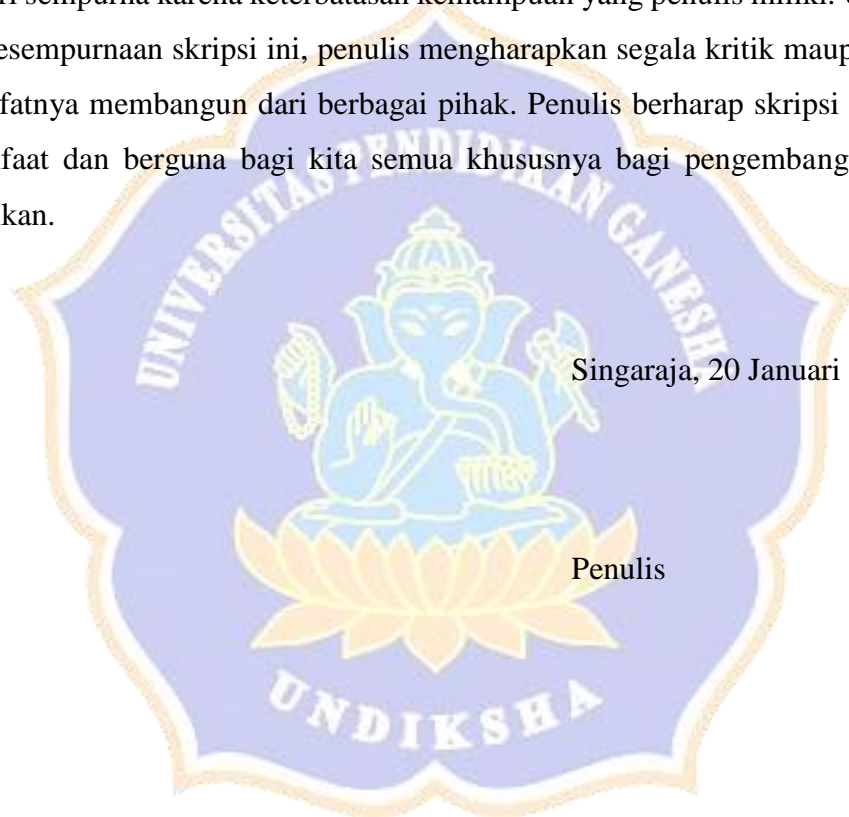 sempurna karena keterbatasan kemampuan yang penulis miliki.
esempurnaan skripsi ini, penulis mengharapkan segala kritik maup
fatnya membangun dari berbagai pihak. Penulis berharap skripsi
faat dan berguna bagi kita semua khususnya bagi pengembang
kan.
UNIVERSITAS PENDIDIKAN GANESHA
Singaraja, 20 Januari
Penulis
UNDIKSHA